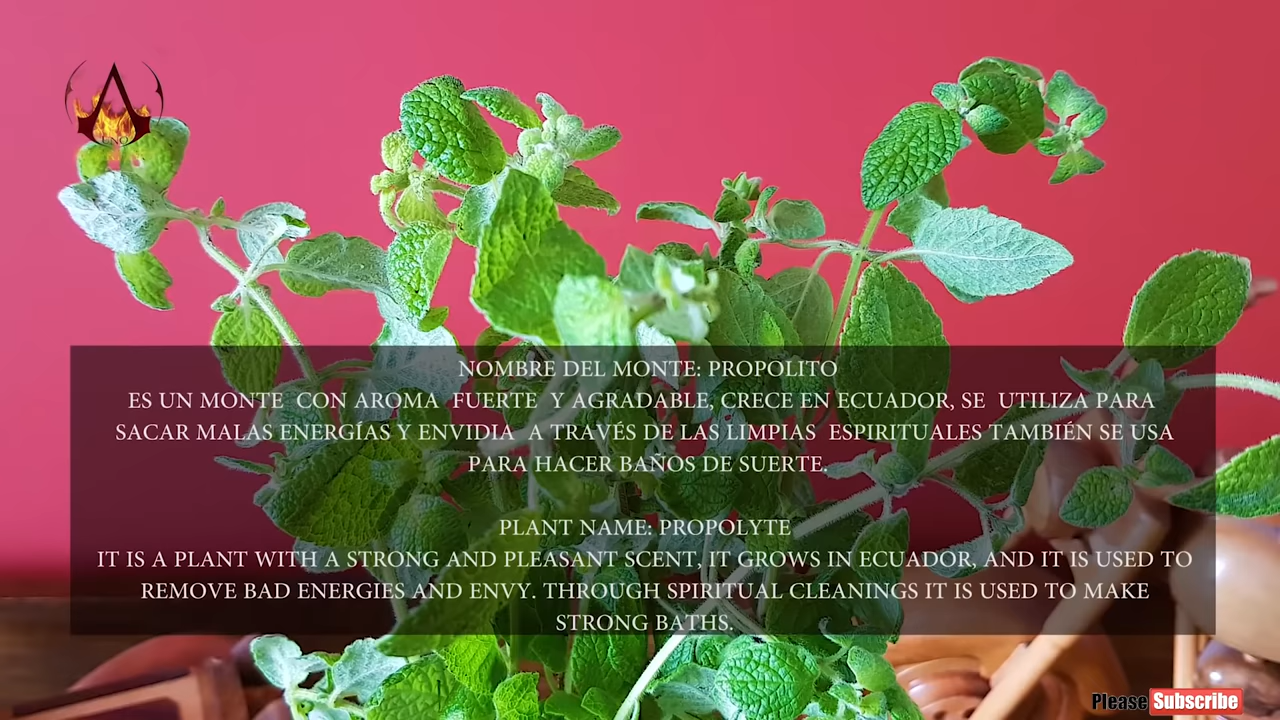 UNO
NOMBRE DEL MONTE: PROPOLITO
ES UN MONTE CON AROMA FUERTE Y AGRADABLE, CRECE EN ECUADOR, SE UTILIZA PARA
SACAR MALAS ENERGÍAS Y ENVIDIA A TRAVÉS DE LAS LIMPIAS ESPIRITUALES TAMBIÉN SE USA
PARA HACER BAÑOS DE SUERTE.
PLANT NAME: PROPOLYTE
IT IS A PLANT WITH A STRONG AND PLEASANT SCENT, IT GROWS IN ECUADOR, AND IT IS USED TO
REMOVE BAD ENERGIES AND ENVY. THROUGH SPIRITUAL CLEANINGS IT IS USED TO MAKE
STRONG BATHS.
Please Subscribe